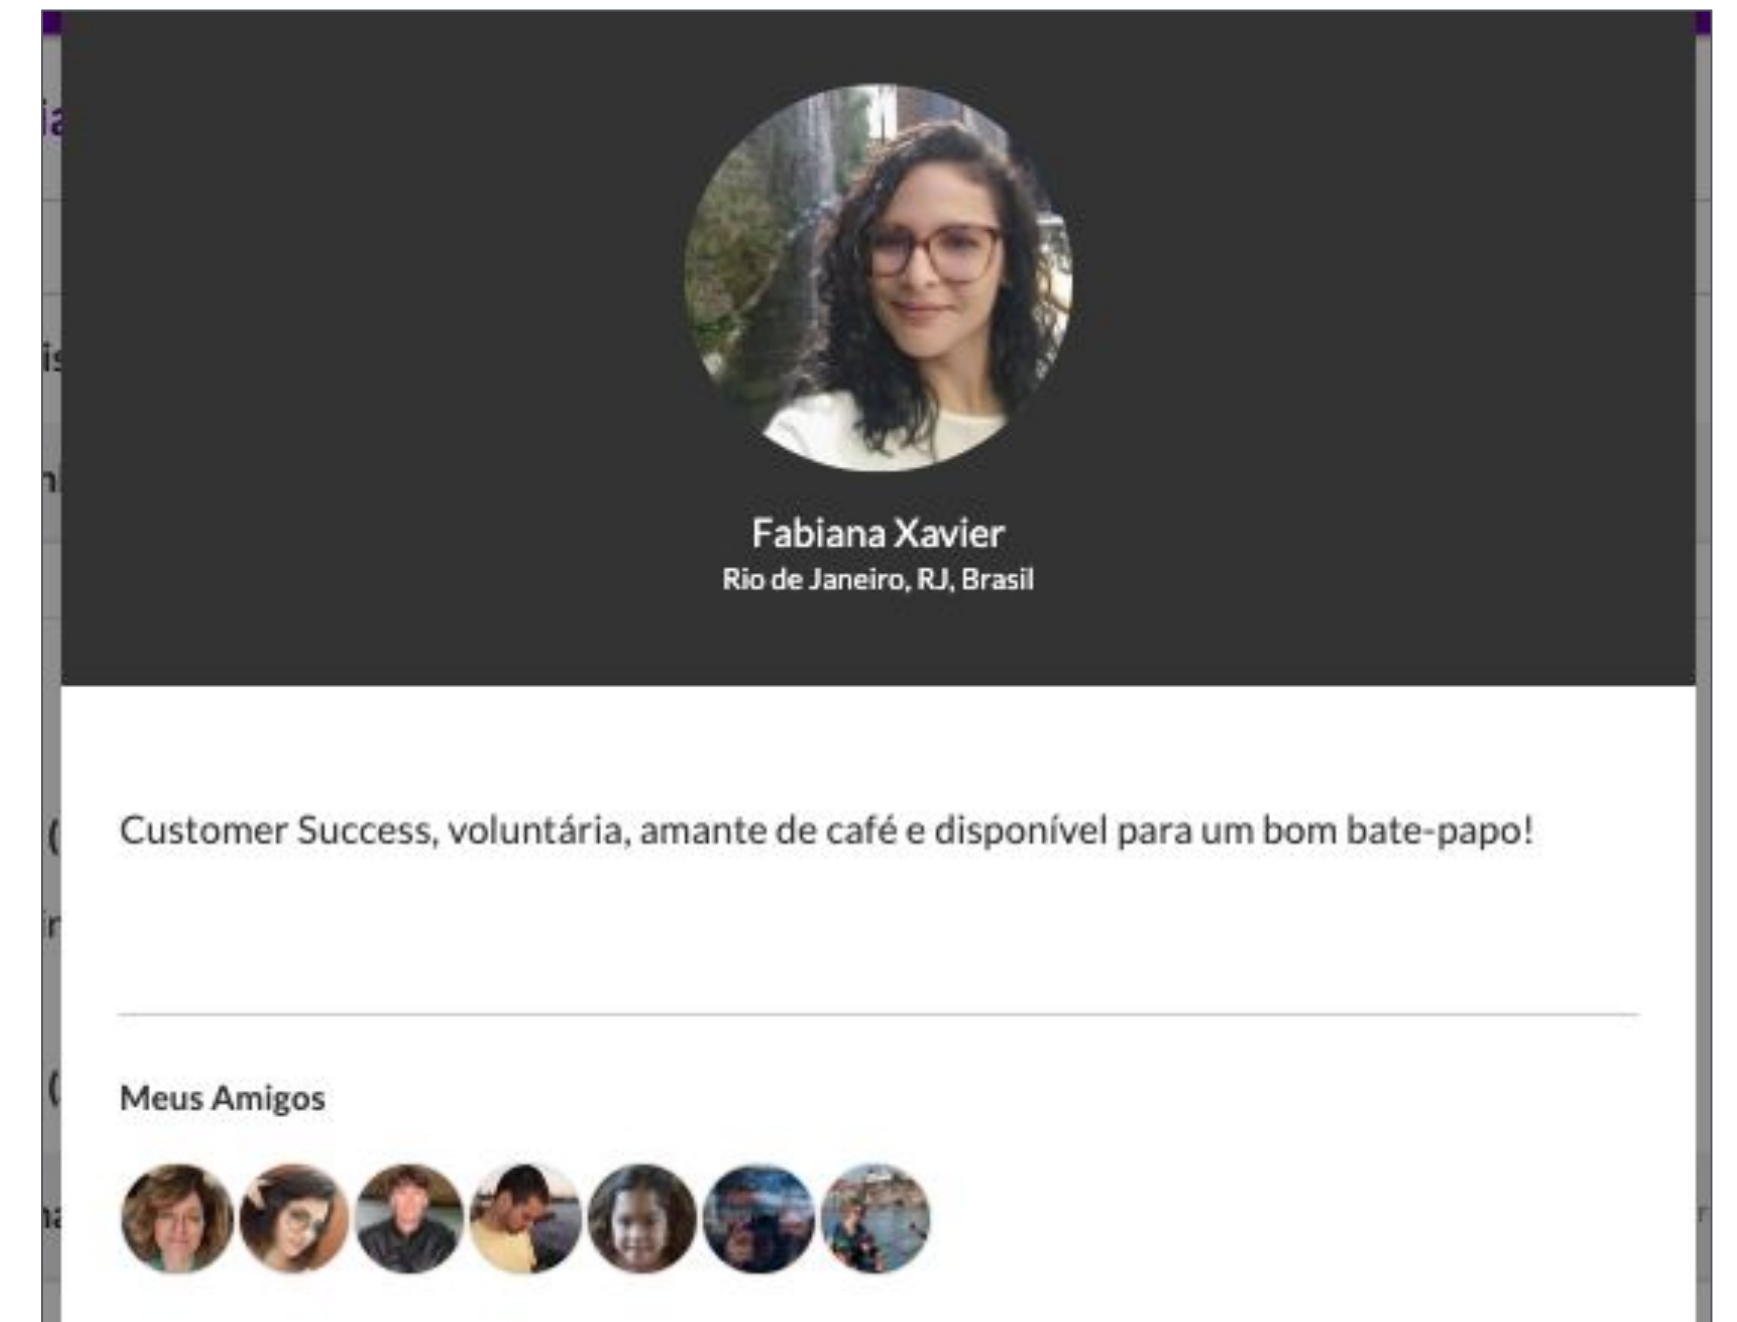 Fabiana Xavier
Rio de Janeiro, RJ, Brasil
Customer Success, voluntária, amante de café e disponível para um bom bate-papo!
Meus Amigos